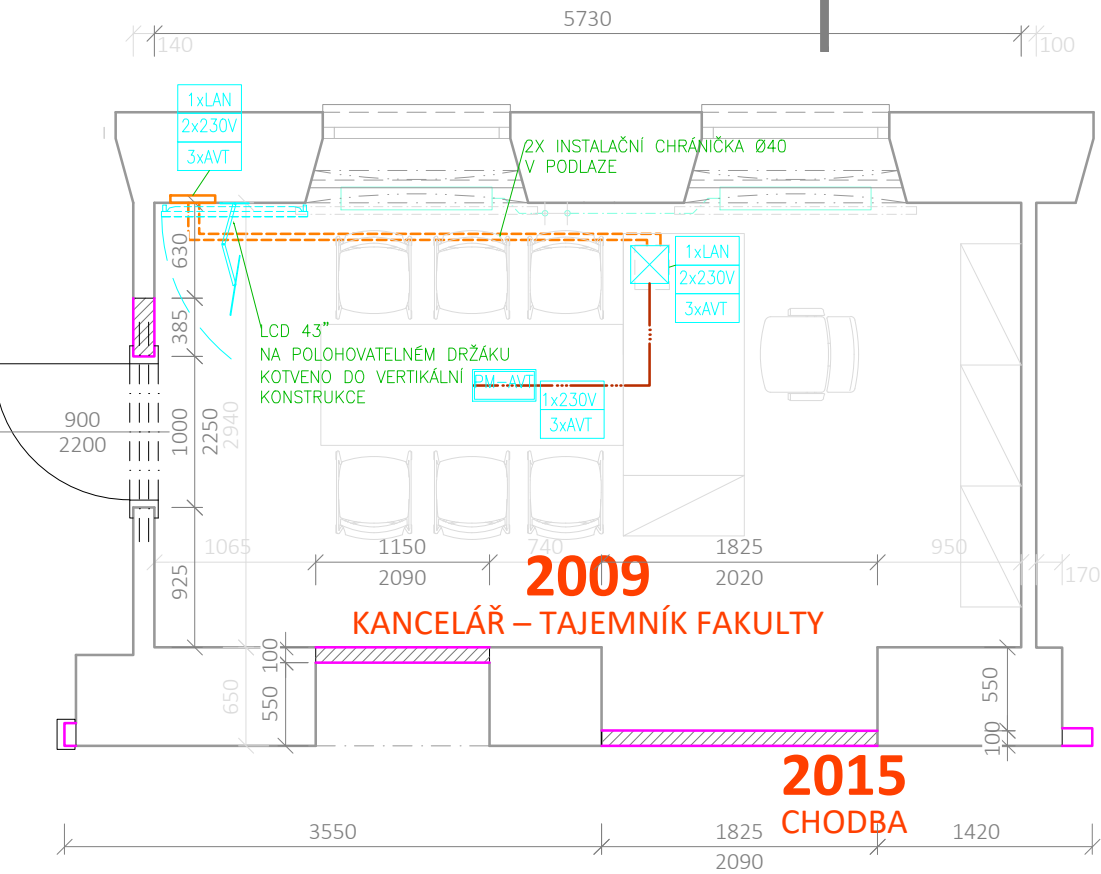 5730
140
100
1xLAN
2x230V
3xAVT
2X INSTALAČNÍ CHRÁNIČKA Ø40
V PODLAZE
630
1xLAN
2x230V
3xAVT
385
LCD 43”
NA POLOHOVATELNÉM DRŽÁKU
KOTVENO DO VERTIKÁLNÍ
KONSTRUKCE
PM-AVT
1x230V
3xAVT
900
2200
1000
2250
2940
1065
1150
2090
740
1825
2020
950
170
925
2009
KANCELÁŘ – TAJEMNÍK FAKULTY
100
550
650
550
100
2015
CHODBA
3550
1825
2090
1420